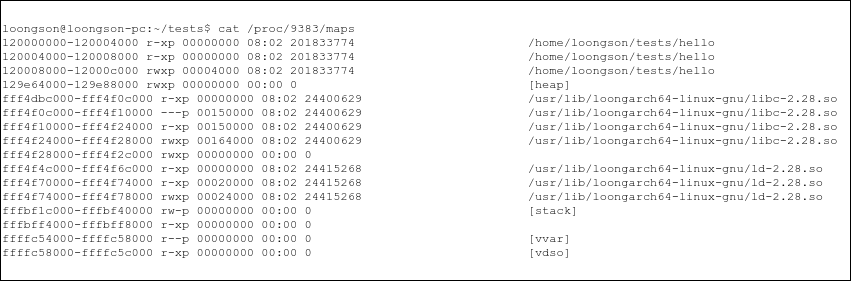 loongson@loongson-pc:~/tests$ cat /proc/9383/maps
120000000-120004000 r-xp 00000000 08:02 201833774 /home/loongson/tests/hello
120004000-120008000 r-xp 00000000 08:02 201833774 /home/loongson/tests/hello
120008000-12000c000 rwxp 00004000 08:02 201833774 /home/loongson/tests/hello
129e64000-129e88000 rwxp 00000000 00:00 0 [heap]
fff4dbc000-fff4f0c000 r-xp 00000000 08:02 24400629 /usr/lib/loongarch64-linux-gnu/libc-2.28.so
fff4f0c000-fff4f10000 ---p 00150000 08:02 24400629 /usr/lib/loongarch64-linux-gnu/libc-2.28.so
fff4f10000-fff4f24000 r-xp 00150000 08:02 24400629 /usr/lib/loongarch64-linux-gnu/libc-2.28.so
fff4f24000-fff4f28000 rwxp 00164000 08:02 24400629 /usr/lib/loongarch64-linux-gnu/libc-2.28.so
fff4f28000-fff4f2c000 rwxp 00000000 00:00 0
fff4f4c000-fff4f6c000 r-xp 00000000 08:02 24415268 /usr/lib/loongarch64-linux-gnu/ld-2.28.so
fff4f70000-fff4f74000 r-xp 00020000 08:02 24415268 /usr/lib/loongarch64-linux-gnu/ld-2.28.so
fff4f74000-fff4f78000 rwxp 00024000 08:02 24415268 /usr/lib/loongarch64-linux-gnu/ld-2.28.so
fffbf1c000-fffbf40000 rw-p 00000000 00:00 0 [stack]
fffbff4000-fffbff8000 r-xp 00000000 00:00 0
ffffc54000-ffffc58000 r--p 00000000 00:00 0 [vvar]
ffffc58000-ffffc5c000 r-xp 00000000 00:00 0 [vdso]